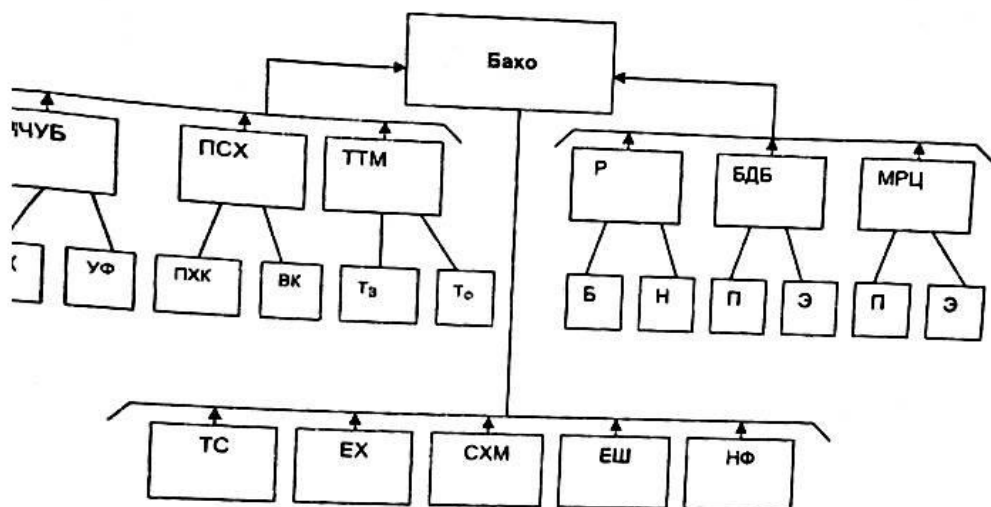 Бахо
ПСХ
ТТМ
Р
БДБ
МРЦ
УФ
ПХК
ВК
Тз
То
Б
Н
П
Э
П
Э
ТС
ЕХ
СХМ
ЕШ
НФ